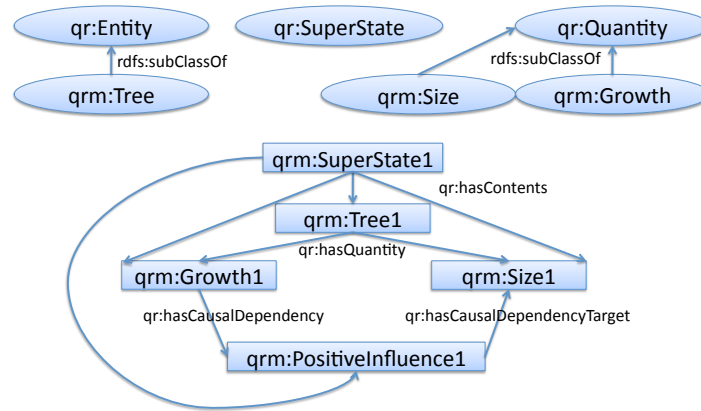 qr:Entity
qr:SuperState
qr:Quantity
rdfs:subClassOf
rdfs:subClassOf
qrm:Tree
qrm:Size
qrm:Growth
qrm:SuperState1
qr:hasContents
qrm:Tree1
qr:hasQuantity
qrm:Growth1
qrm:Size1
qr:hasCausalDependency
qr:hasCausalDependencyTarget
qrm:PositiveInfluence1